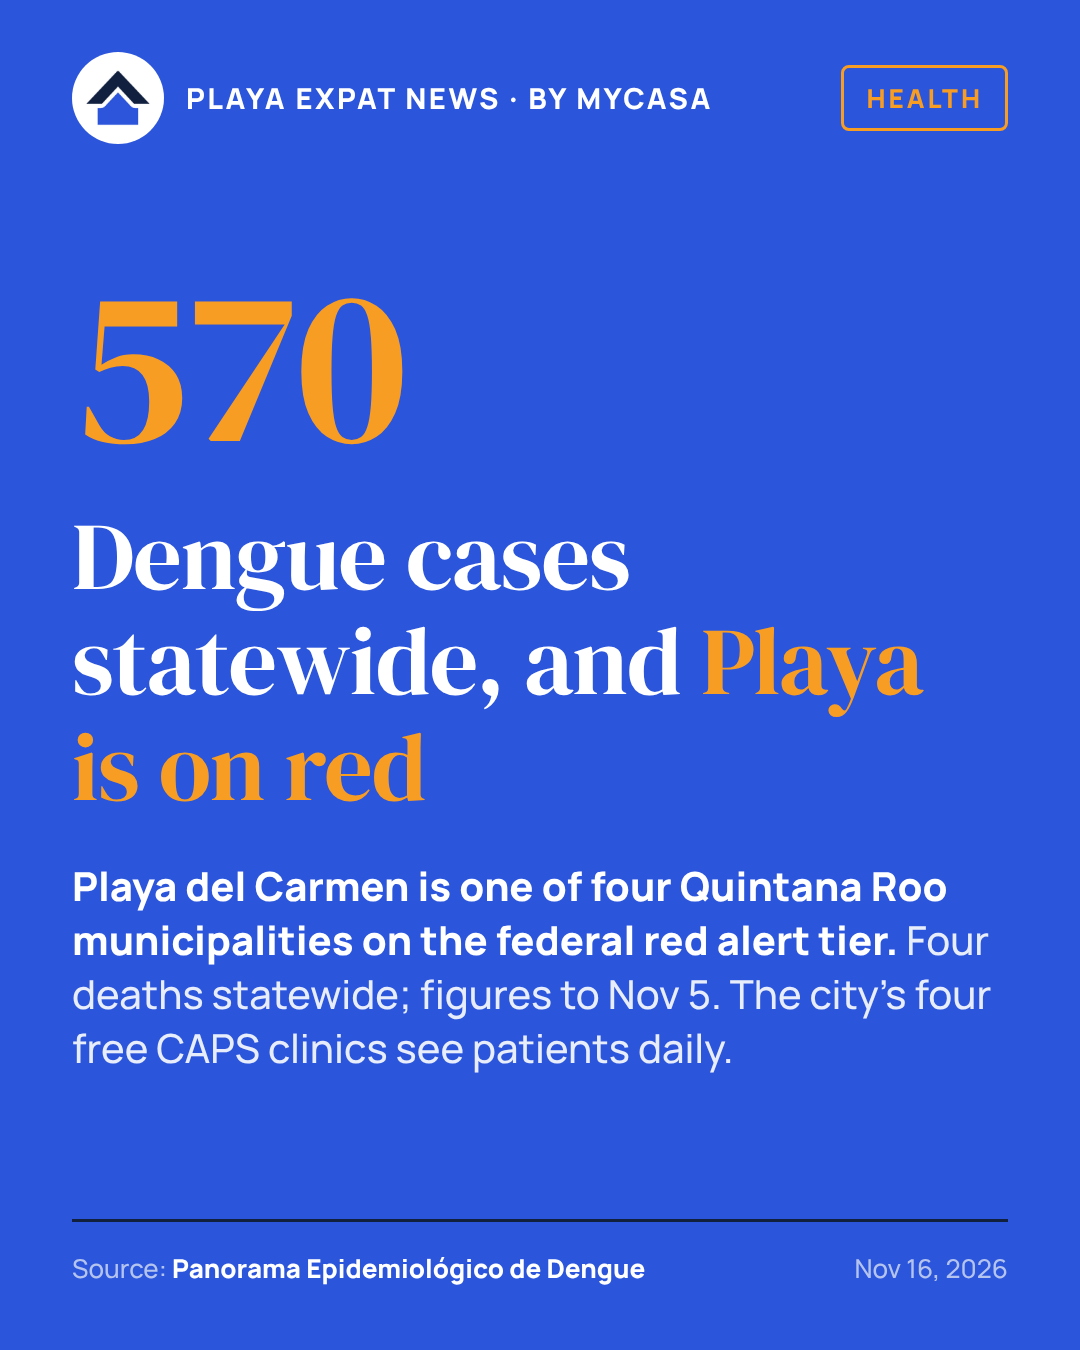 PLAYA EXPAT NEWS · BY MYCASA
HEALTH
570
Dengue cases
statewide, and Playa
is on red
Playa del Carmen is one of four Quintana Roo
municipalities on the federal red alert tier. Four
deaths statewide; figures to Nov 5. The city’s four
free CAPS clinics see patients daily.
Source: Panorama Epidemiológico de Dengue
Nov 16, 2026